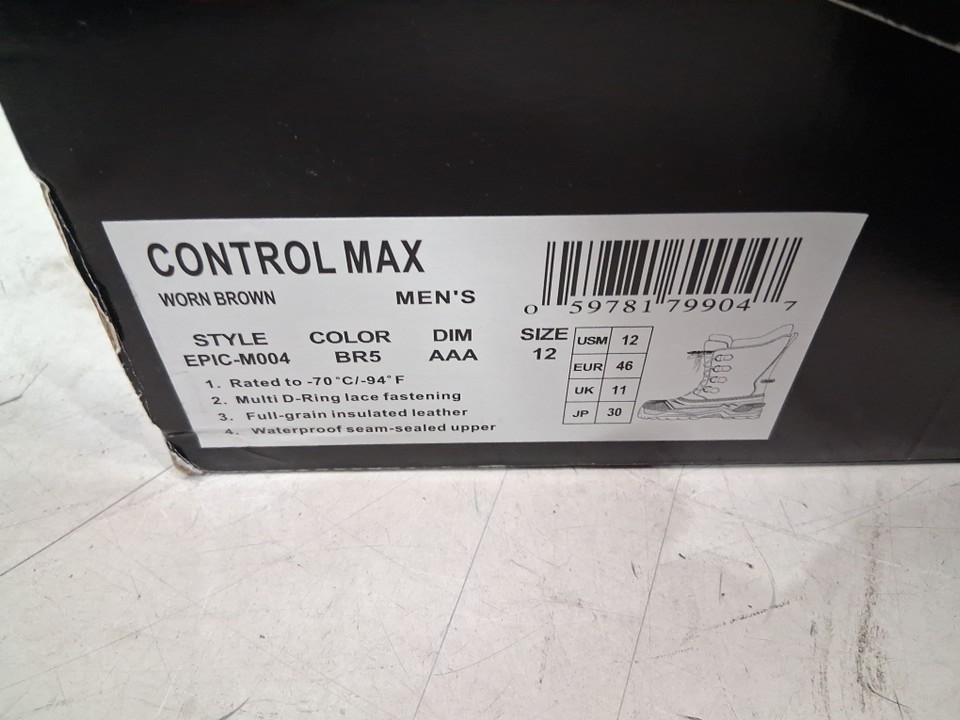 CONTROL MAX
WORN BROWN MEN'S
STYLE COLOR DIM SIZE
EPIC-M004 BR5 AAA 12
1. Rated to -70°C/-94°F
2. Multi D-Ring lace fastening
3. Full-grain insulated leather
4. Waterproof seam-sealed upper
0 59781 79904 7
USM 12
EUR 46
UK 11
JP 30